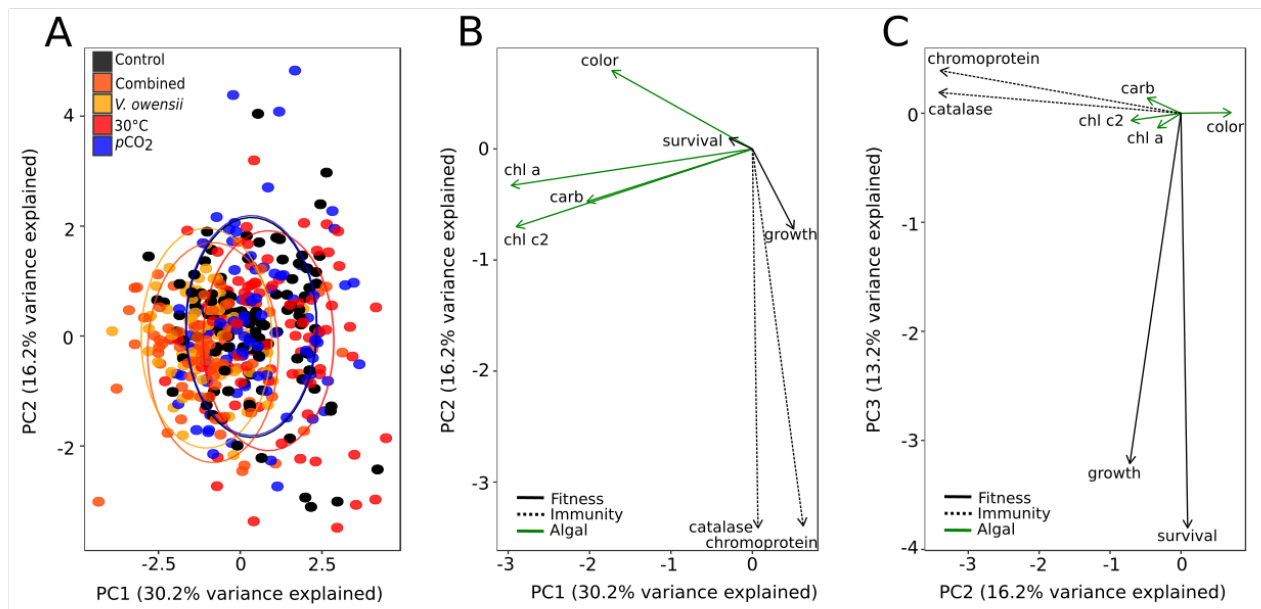 A
Control
Combined
V. owensii
30°C
pCO2
4
2
0
-2
PC2 (16.2% variance explained)
-2.5
0
2.5
PC1 (30.2% variance explained)
B
color
survival
chl a
carb
chl c2
growth
catalase
chromoprotein
Fitness
Immunity
Algal
0
-1
-2
-3
PC2 (16.2% variance explained)
-3
-2
-1
0
PC1 (30.2% variance explained)
C
chromoprotein
carb
catalase
chl c2
chl a
color
growth
survival
Fitness
Immunity
Algal
0
-1
-2
-3
-4
PC3 (13.2% variance explained)
-3
-2
-1
0
PC2 (16.2% variance explained)